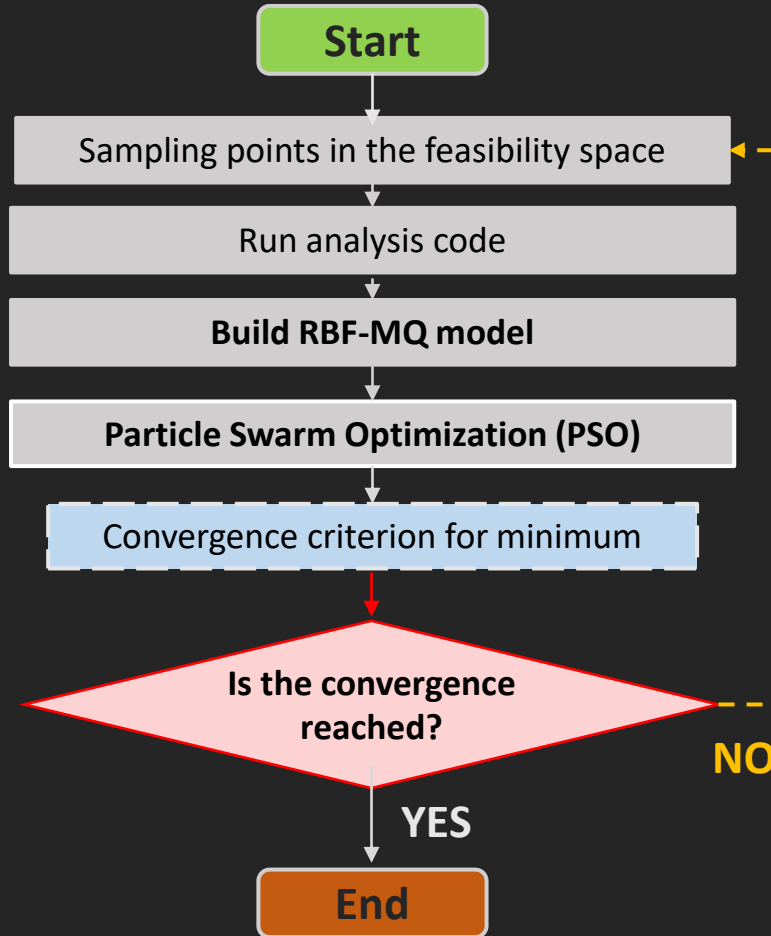 Start
Sampling points in the feasibility space
Run analysis code
Build RBF-MQ model
Particle Swarm Optimization (PSO)
Convergence criterion for minimum
Is the convergence
reached?
NO
YES
End